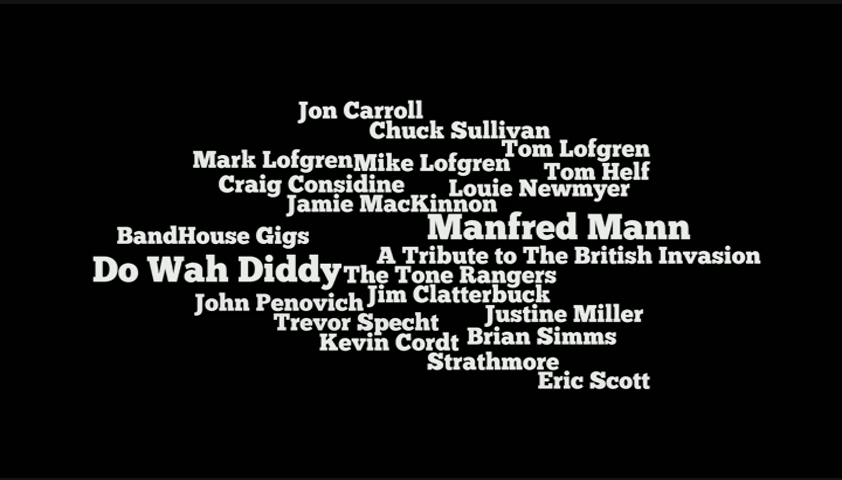 Jon Carroll
Chuck Sullivan
Tom Lofgren
Mark Lofgren
Mike Lofgren
Tom Helf
Craig Considine
Louie Newmyer
Jamie MacKinnon
Manfred Mann
BandHouse Gigs
A Tribute to The British Invasion
Do Wah Diddy
The Tone Rangers
Jim Clatterbuck
John Penovich
Justine Miller
Trevor Specht
Brian Simms
Kevin Cordt
Strathmore
Eric Scott